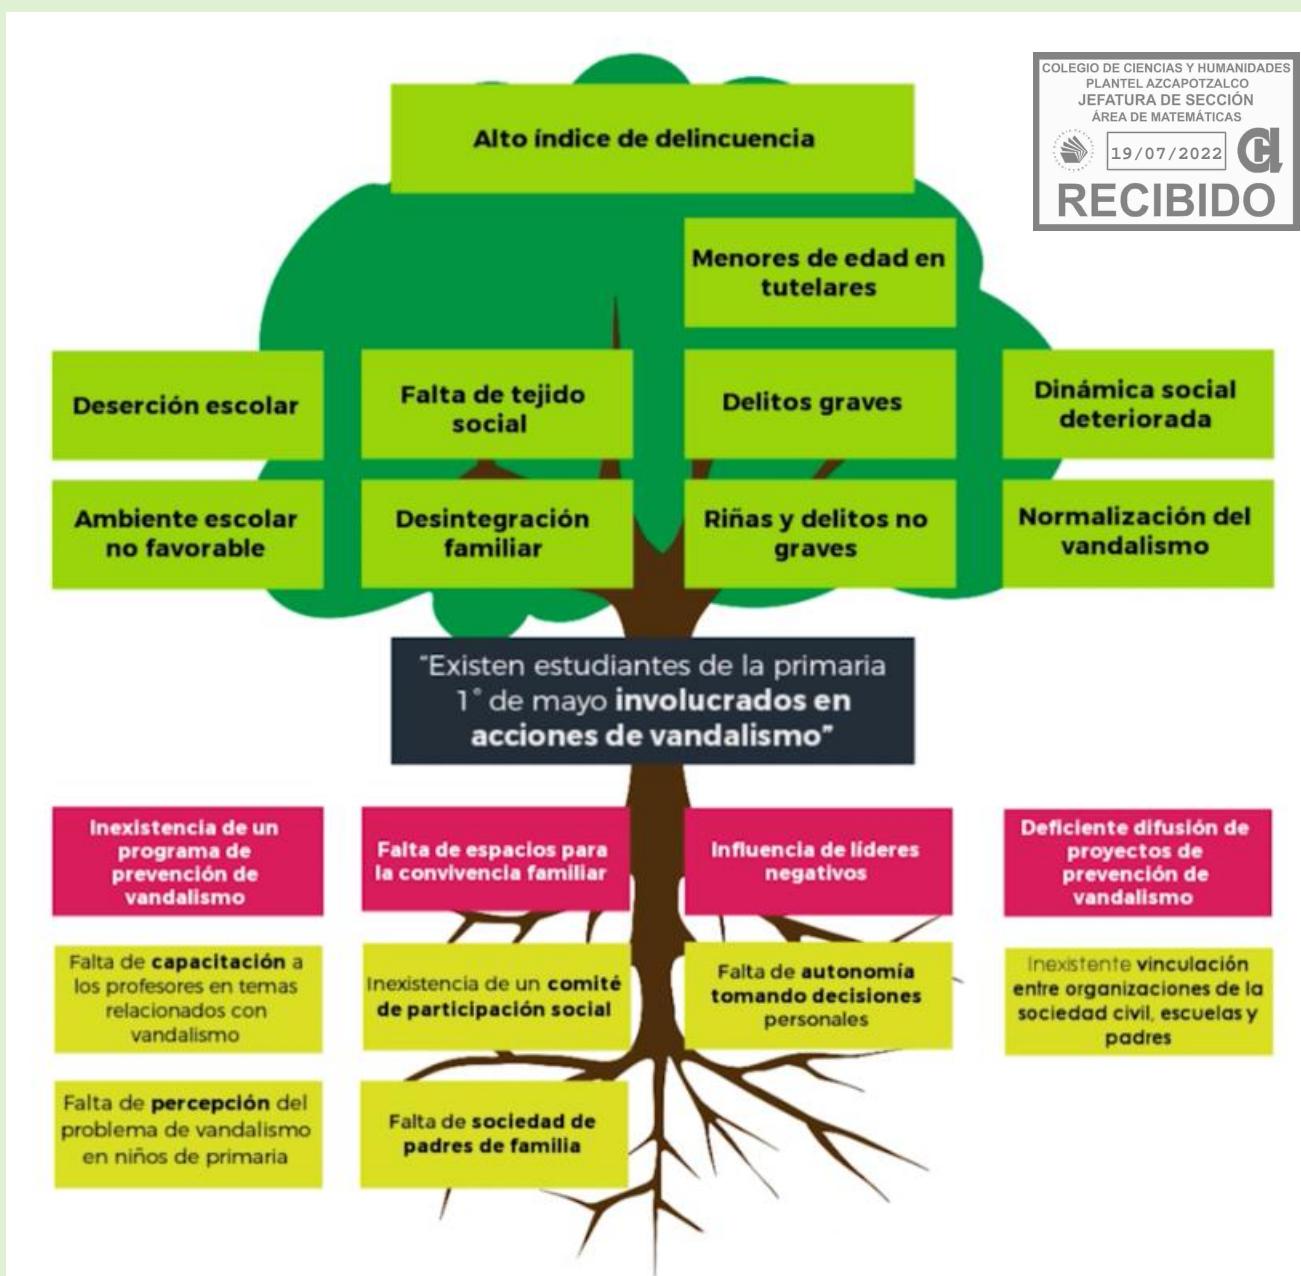 COLEGIO DE CIENCIAS Y HUMANIDADES
PLANTEL AZCAPOTZALCO
JEFATURA DE SECCIÓN
ÁREA DE MATEMÁTICAS
19/07/2022
RECIBIDO
Alto índice de delincuencia
Menores de edad en
tutelares
Deserción escolar
Falta de tejido
social
Delitos graves
Dinámica social
deteriorada
Ambiente escolar
no favorable
Desintegración
familiar
Riñas y delitos no
graves
Normalización del
vandalismo
"Existen estudiantes de la primaria
1° de mayo involucrados en
acciones de vandalismo"
Inexistencia de un
programa de
prevención de
vandalismo
Falta de espacios para
la convivencia familiar
Influencia de líderes
negativos
Deficiente difusión de
proyectos de
prevención de
vandalismo
Falta de capacitación a
los profesores en temas
relacionados con
vandalismo
Inexistencia de un comité
de participación social
Falta de autonomía
tomando decisiones
personales
Inexistente vinculación
entre organizaciones de la
sociedad civil, escuelas y
padres
Falta de percepción del
problema de vandalismo
en niños de primaria
Falta de sociedad de
padres de familia